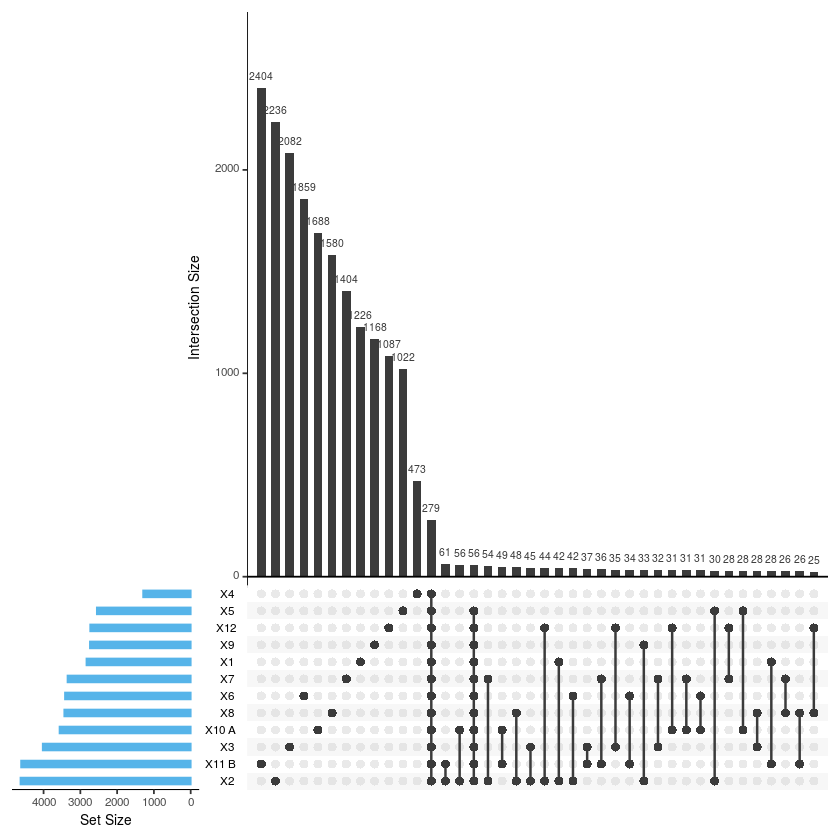 2404
2236
2082
1859
1688
1580
1404
1226
1168
1087
1022
473
279
61 56 56 54 49 48 45 44 42 42 37 36 35 34 33 32 31 31 31 30 28 28 28 28 26 26 25
2000
1000
0
Intersection Size
X4
X5
X12
X9
X1
X7
X6
X8
X10 A
X3
X11 B
X2
4000 3000 2000 1000 0
Set Size